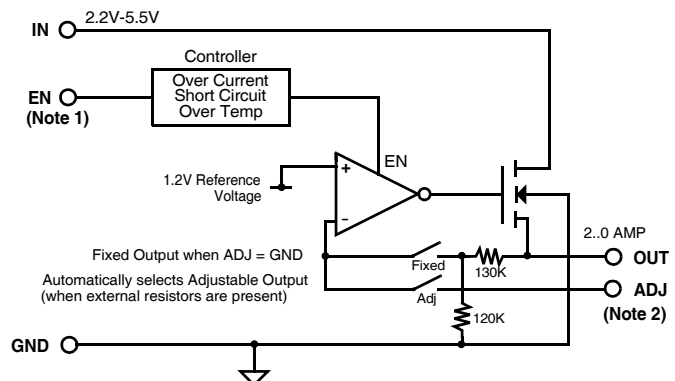 2.2V-5.5V
IN
Controller
Over Current
Short Circuit
Over Temp
EN
(Note 1)
EN
+
1.2V Reference
Voltage
-
2..0 AMP
Fixed Output when ADJ = GND
Fixed
130K
OUT
Automatically selects Adjustable Output
(when external resistors are present)
Adj
ADJ
(Note 2)
120K
GND